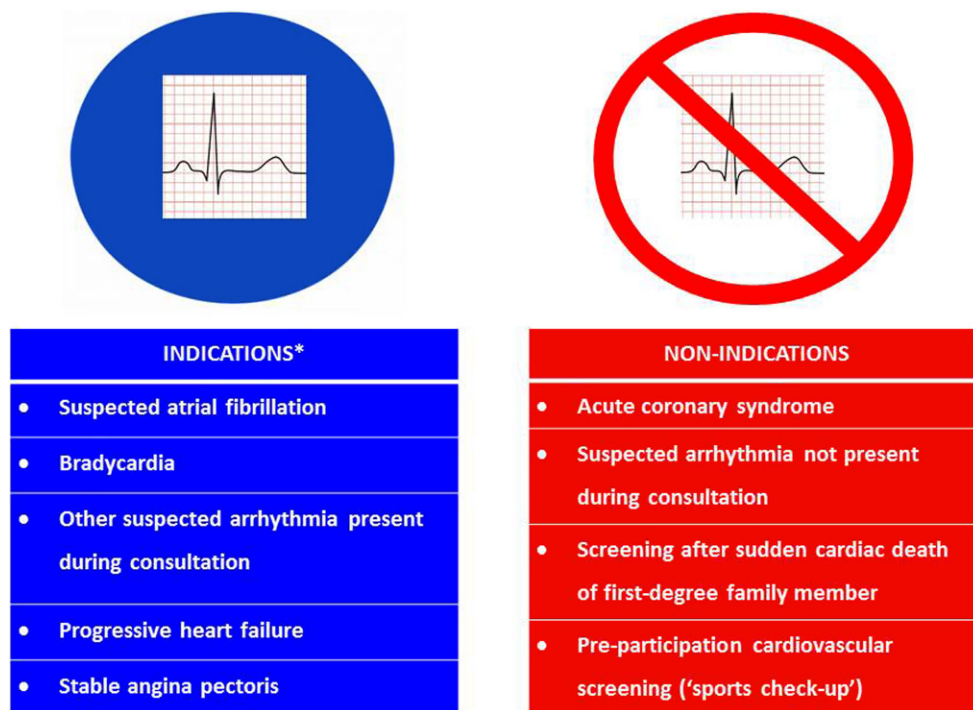 INDICATIONS*
• Suspected atrial fibrillation
• Bradycardia
• Other suspected arrhythmia present
during consultation
• Progressive heart failure
• Stable angina pectoris
NON-INDICATIONS
• Acute coronary syndrome
• Suspected arrhythmia not present
during consultation
• Screening after sudden cardiac death
of first-degree family member
• Pre-participation cardiovascular
screening (‘sports check-up’)